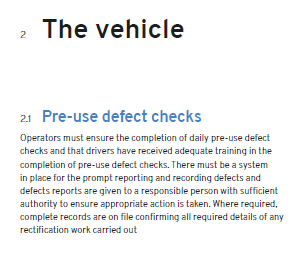 2 The vehicle
2.1 Pre-use defect checks
Operators must ensure the completion of daily pre-use defect
checks and that drivers have received adequate training in the
completion of pre-use defect checks. There must be a system
in place for the prompt reporting and recording defects and
defects reports are given to a responsible person with sufficient
authority to ensure appropriate action is taken. Where required,
complete records are on file confirming all required details of any
rectification work carried out